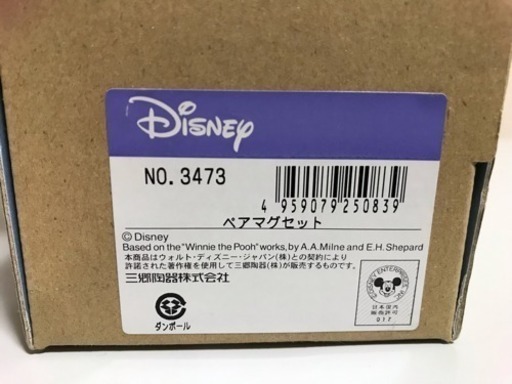 Disney
NO.3473
4 959079 250839
ペアマグセット
© Disney
Based on the "Winnie the Pooh" works, by A.A.Milne and E.H.Shepard
本商品はウォルト・ディズニー・ジャパン(株)との契約により
許諾された著作権を使用して三郷陶器(株)が販売するものです。
三郷陶器株式会社
ダンボール
©DISNEY ENTERPRISES, INC.
日本国内
販売許可
017